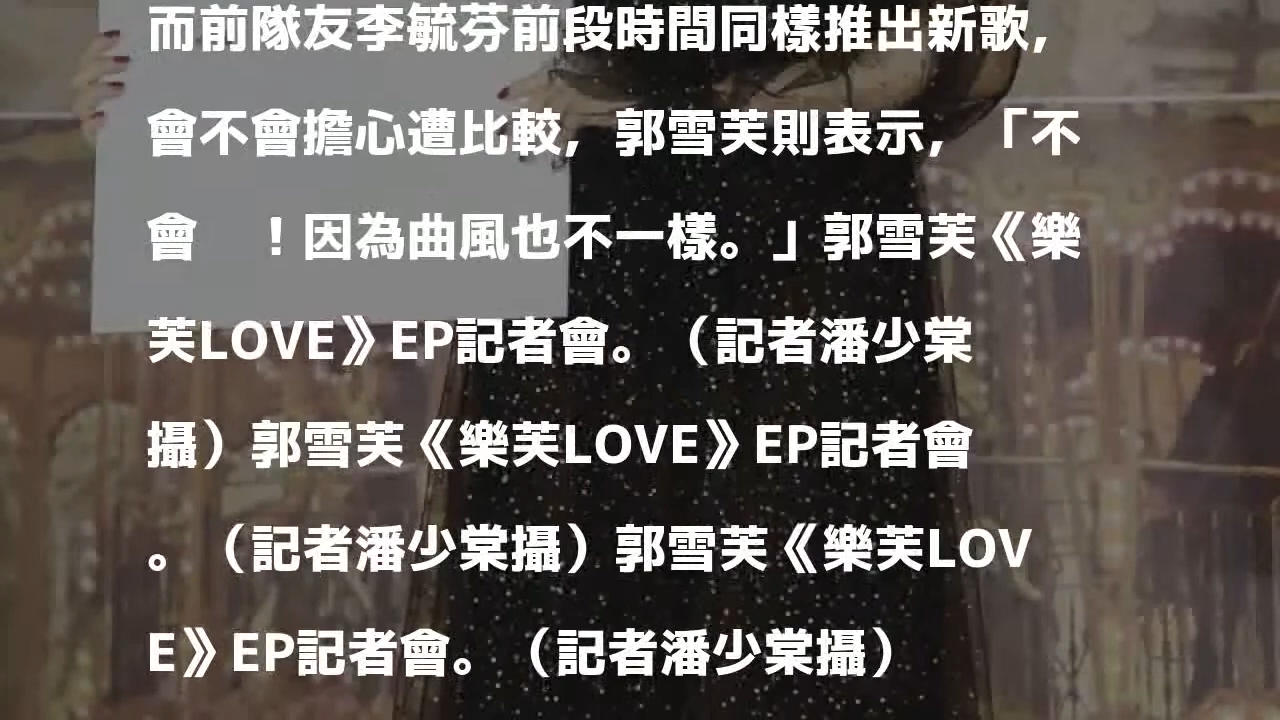 而前隊友李毓芬前段時間同樣推出新歌,
會不會擔心遭比較,郭雪芙則表示,「不
會　！因為曲風也不一樣。」郭雪芙《樂
芙LOVE》EP記者會。（記者潘少棠
攝）郭雪芙《樂芙LOVE》EP記者會
。（記者潘少棠攝）郭雪芙《樂芙LOV
E》EP記者會。（記者潘少棠攝）